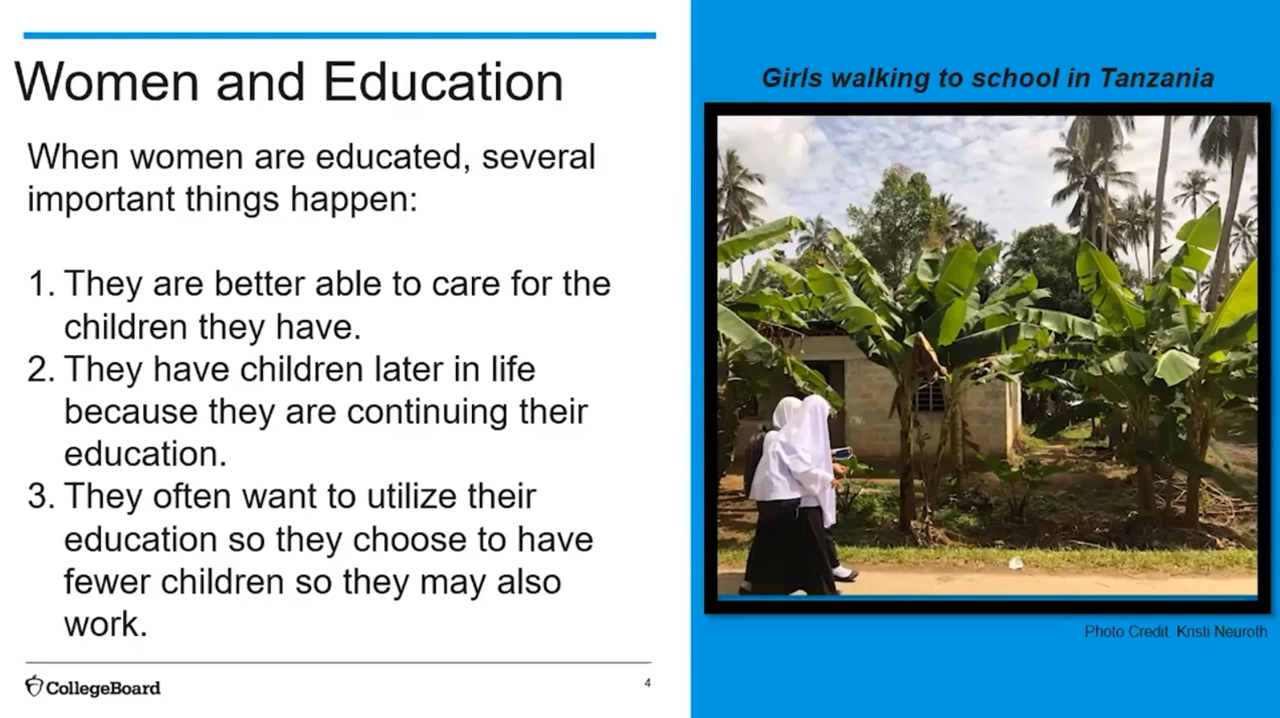 Women and Education
When women are educated, several
important things happen:
1. They are better able to care for the
children they have.
2. They have children later in life
because they are continuing their
education.
3. They often want to utilize their
education so they choose to have
fewer children so they may also
work.
CollegeBoard
4
Girls walking to school in Tanzania
Photo Credit Kristi Neuroth